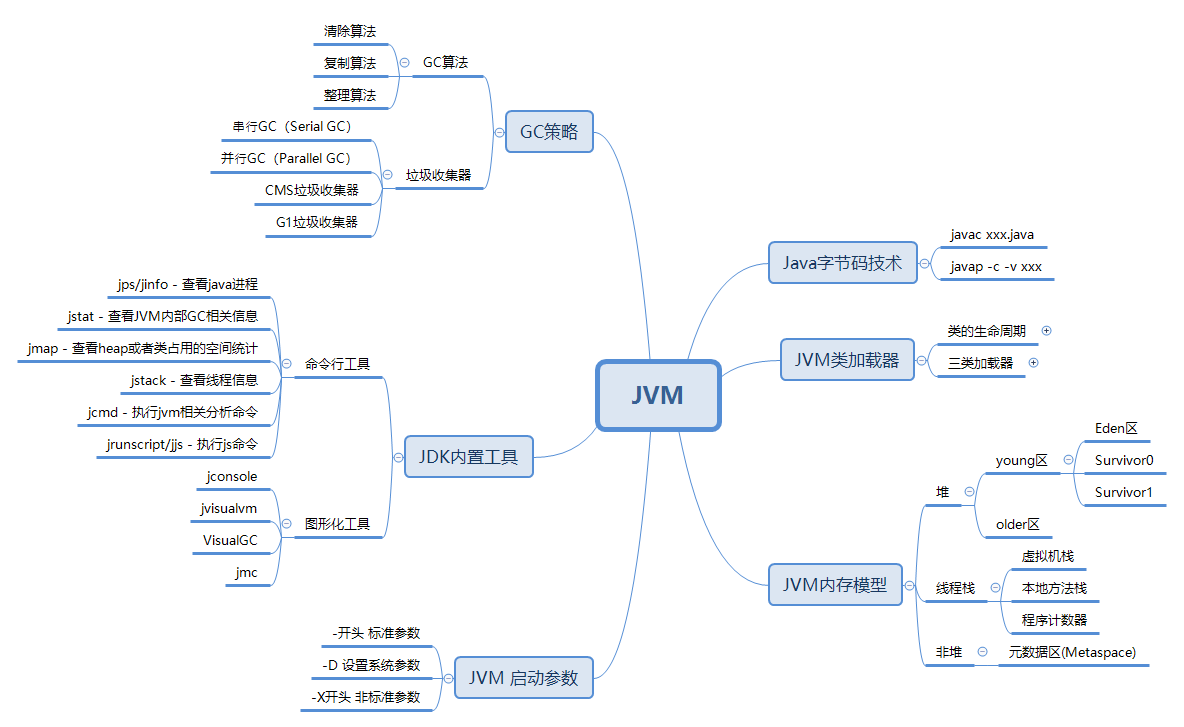 JVM
GC策略
GC算法
清除算法
复制算法
整理算法
垃圾收集器
串行GC（Serial GC）
并行GC（Parallel GC）
CMS垃圾收集器
G1垃圾收集器
JDK内置工具
命令行工具
jps/jinfo - 查看java进程
jstat - 查看JVM内部GC相关信息
jmap - 查看heap或者类占用的空间统计
jstack - 查看线程信息
jcmd - 执行jvm相关分析命令
jrunscript/jjs - 执行js命令
图形化工具
jconsole
jvisualvm
VisualGC
jmc
JVM 启动参数
-开头 标准参数
-D 设置系统参数
-X开头 非标准参数
Java字节码技术
javac xxx.java
javap -c -v xxx
JVM类加载器
类的生命周期
三类加载器
JVM内存模型
堆
young区
Eden区
Survivor0
Survivor1
older区
线程栈
虚拟机栈
本地方法栈
程序计数器
非堆
元数据区(Metaspace)